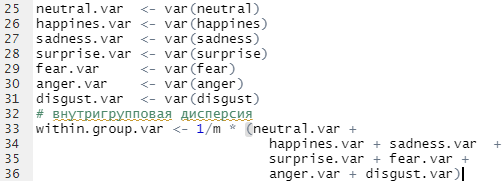 25 neutral.var <- var(neutral)
26 happines.var <- var(happines)
27 sadness.var <- var(sadness)
28 surprise.var <- var(surprise)
29 fear.var <- var(fear)
30 anger.var <- var(anger)
31 disgust.var <- var(disgust)
32 # внутригрупповая дисперсия
33 within.group.var <- 1/m * (neutral.var +
34 happines.var + sadness.var +
35 surprise.var + fear.var +
36 anger.var + disgust.var)